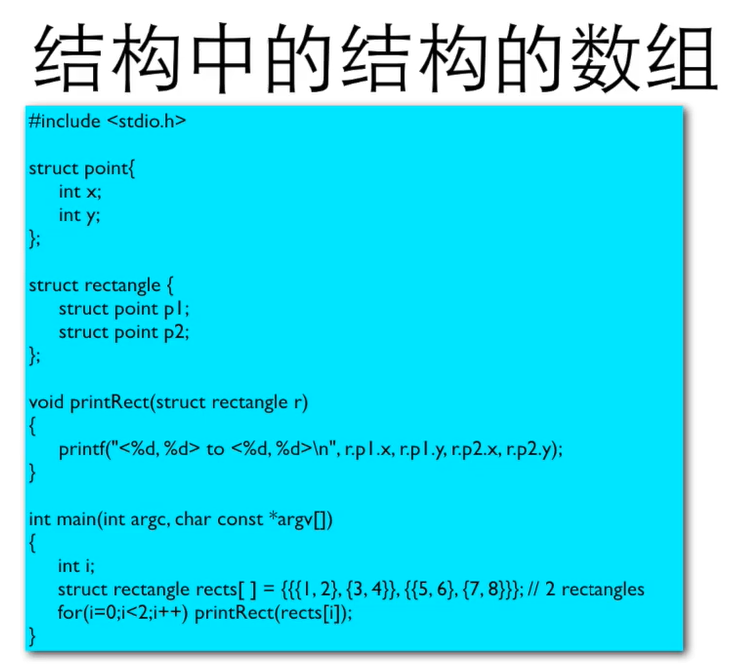 结构中的结构的数组
#include <stdio.h>
struct point{
int x;
int y;
};
struct rectangle {
struct point p1;
struct point p2;
};
void printRect(struct rectangle r)
{
printf("<%d, %d> to <%d, %d>\n", r.p1.x, r.p1.y, r.p2.x, r.p2.y);
}
int main(int argc, char const *argv[])
{
int i;
struct rectangle rects[ ] = {{{1, 2}, {3, 4}}, {{5, 6}, {7, 8}}}; // 2 rectangles
for(i=0;i<2;i++) printRect(rects[i]);
}